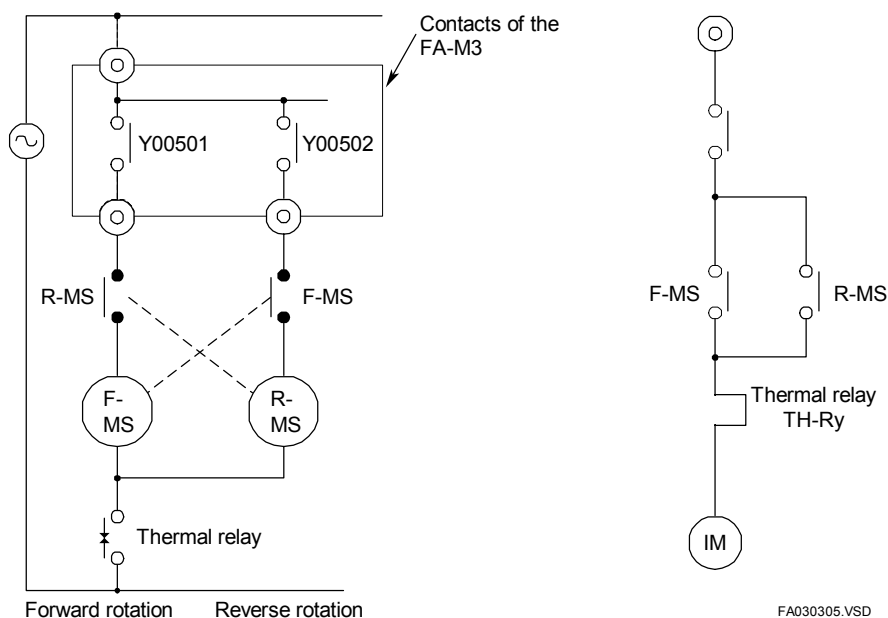 Contacts of the
FA-M3
Y00501
Y00502
R-MS
F-MS
F-
MS
R-
MS
Thermal relay
Forward rotation
Reverse rotation
F-MS
R-MS
Thermal relay
TH-Ry
IM
FA030305.VSD